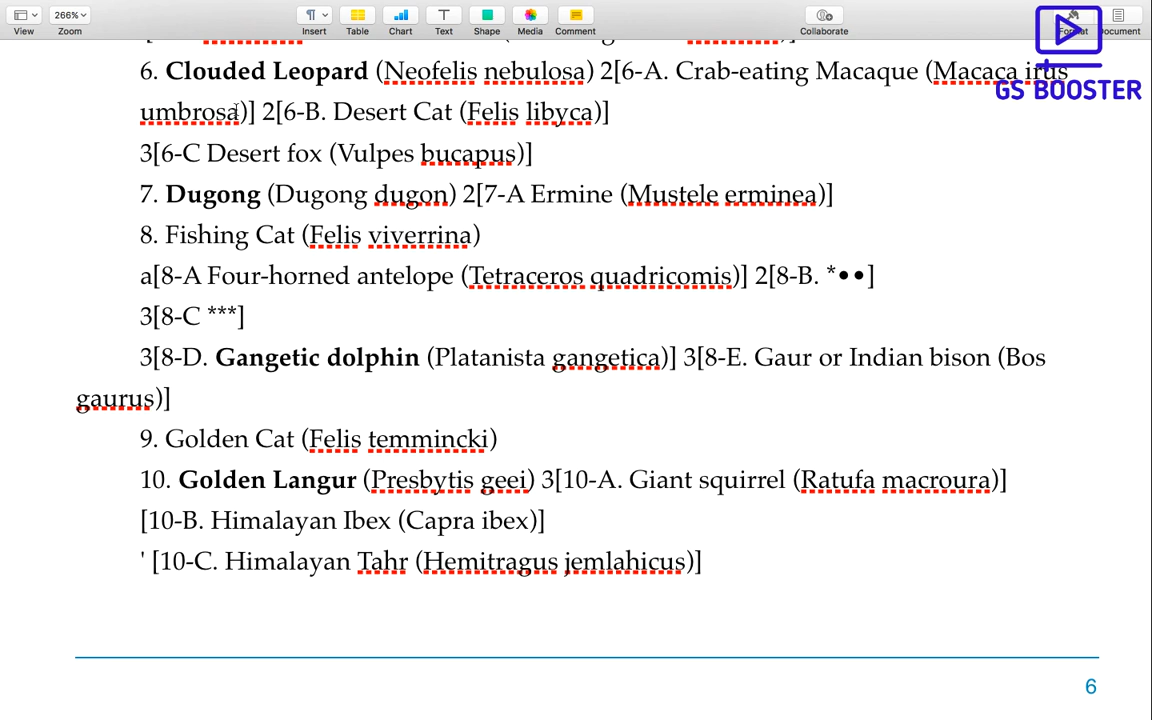 266%
View
Zoom
Insert
Table
Chart
Text
Shape
Media
Comment
Collaborate
Format
Document
GS BOOSTER
6. Clouded Leopard (Neofelis nebulosa) 2[6-A. Crab-eating Macaque (Macaca irus
umbrosa)] 2[6-B. Desert Cat (Felis libyca)]
3[6-C Desert fox (Vulpes bucapus)]
7. Dugong (Dugong dugon) 2[7-A Ermine (Mustele erminea)]
8. Fishing Cat (Felis viverrina)
a[8-A Four-horned antelope (Tetraceros quadricomis)] 2[8-B. *••]
3[8-C ***]
3[8-D. Gangetic dolphin (Platanista gangetica)] 3[8-E. Gaur or Indian bison (Bos
gaurus)]
9. Golden Cat (Felis temmincki)
10. Golden Langur (Presbytis geei) 3[10-A. Giant squirrel (Ratufa macroura)]
[10-B. Himalayan Ibex (Capra ibex)]
' [10-C. Himalayan Tahr (Hemitragus jemlahicus)]
6